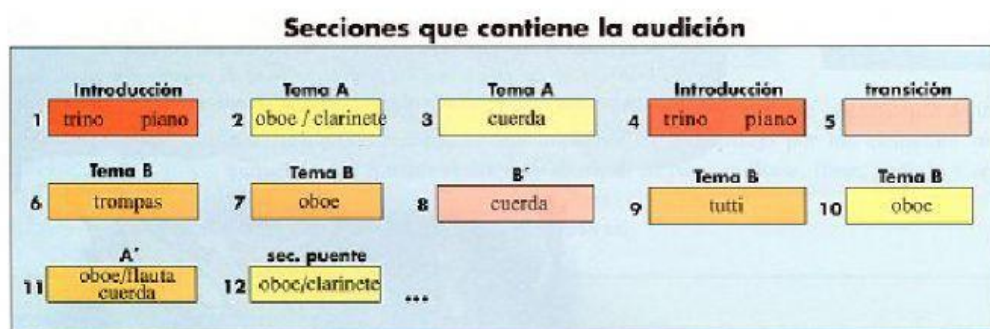 Secciones que contiene la audición
Introducción Tema A Tema A Introducción transición
1 trino piano 2 oboe / clarinete 3 cuerda 4 trino piano 5
Tema B Tema B B´ Tema B Tema B
6 trompas 7 oboe 8 cuerda 9 tutti 10 oboe
A´ sec. puente
oboe/flauta
11 cuerda 12 oboe/clarinete ...